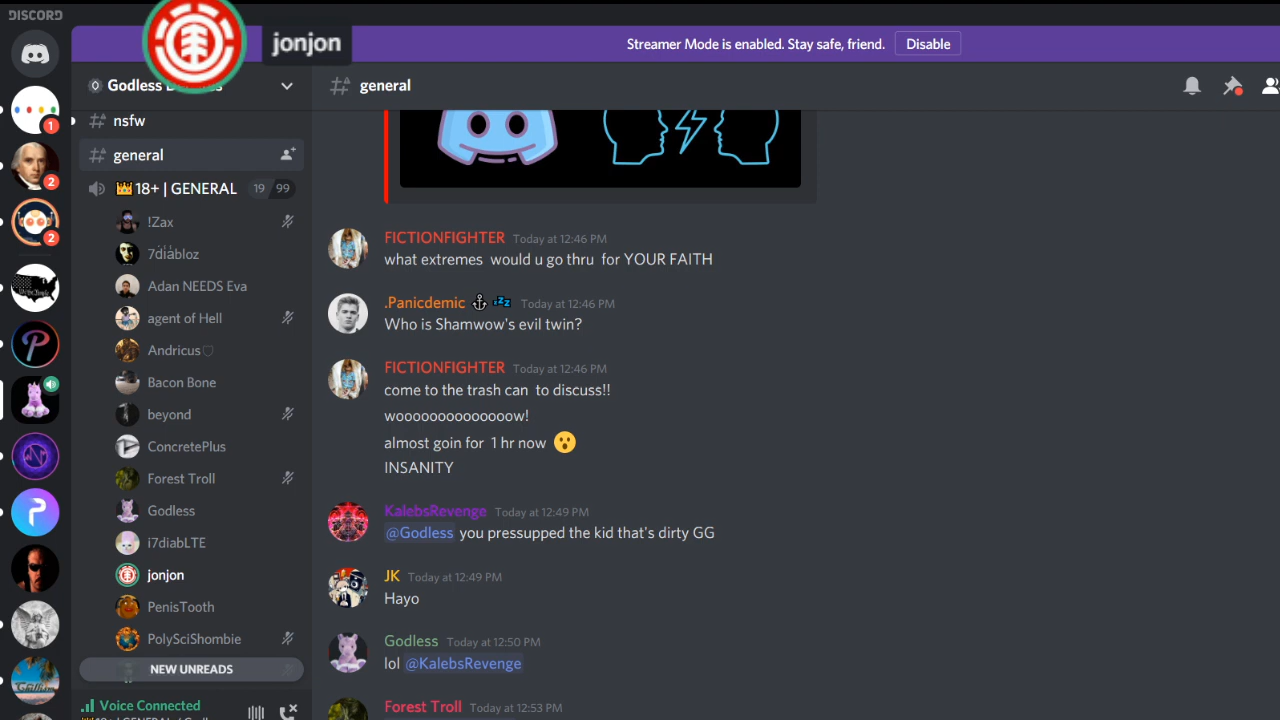 DISCORD
jonjon
Streamer Mode is enabled. Stay safe, friend.
Disable
Godless
general
1
2
2
nsfw
general
👑18+ | GENERAL 19 99
!Zax
7diàbloz
Adan NEEDS Eva
agent of Hell
Andricus🛡
Bacon Bone
beyond
ConcretePlus
Forest Troll
Godless
i7diabLTE
jonjon
PenisTooth
PolySciShombie
NEW UNREADS
Voice Connected
FICTIONFIGHTER Today at 12:46 PM
what extremes would u go thru for YOUR FAITH
.Panicdemic ⚓ 💤 Today at 12:46 PM
Who is Shamwow's evil twin?
FICTIONFIGHTER Today at 12:46 PM
come to the trash can to discuss!!
woooooooooooooow!
almost goin for 1 hr now 😮
INSANITY
KalebsRevenge Today at 12:49 PM
@Godless you pressupped the kid that's dirty GG
JK Today at 12:49 PM
Hayo
Godless Today at 12:50 PM
lol @KalebsRevenge
Forest Troll Today at 12:53 PM